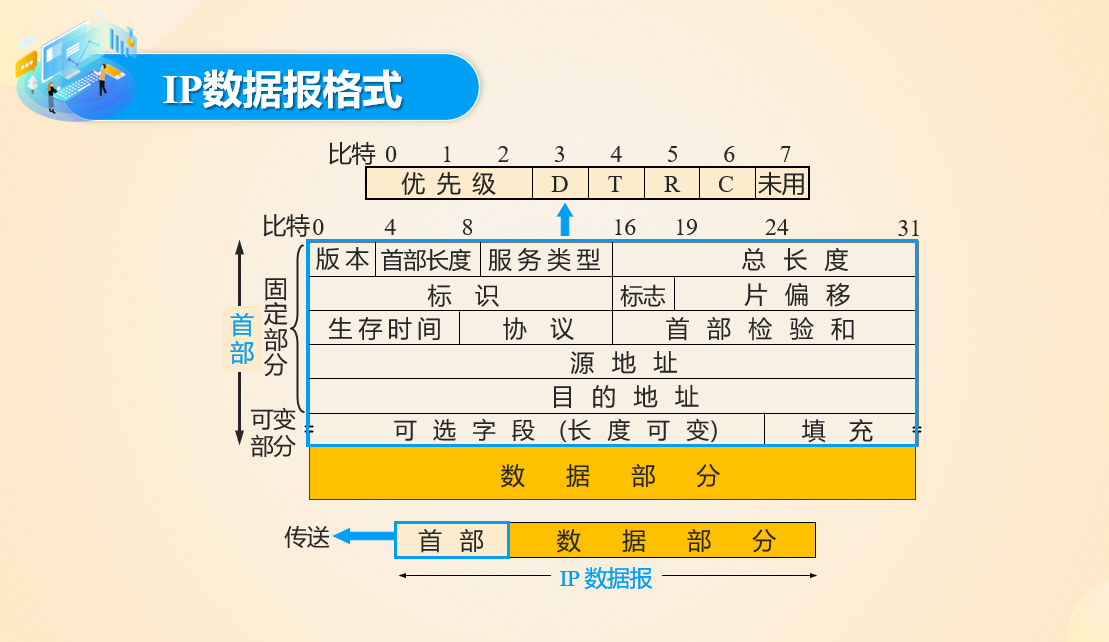 IP数据报格式
比特 0 1 2 3 4 5 6 7
优先级 D T R C 未用
比特 0 4 8 16 19 24 31
版本 首部长度 服务类型 总长度
标识 标志 片偏移
生存时间 协议 首部检验和
源地址
目的地址
可选字段 (长度可变) 填充
数据部分
首部
固定部分
可变
部分
传送 首部 数据部分
IP 数据报